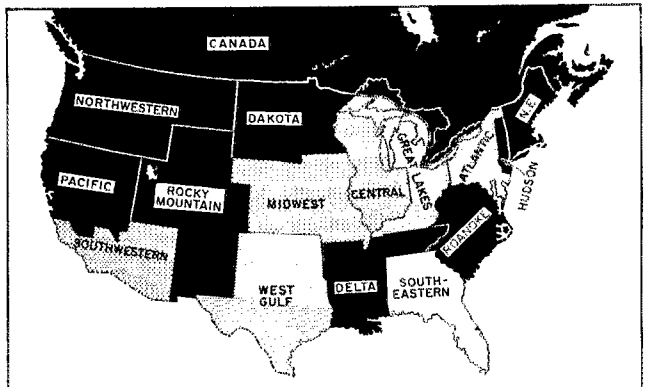 CANADA
NORTHWESTERN
DAKOTA
N.E.
GREAT LAKES
ATLANTIC
HUDSON
PACIFIC
ROCKY
MOUNTAIN
MIDWEST
CENTRAL
ROANOKE
SOUTHWESTERN
WEST
GULF
DELTA
SOUTH-
EASTERN